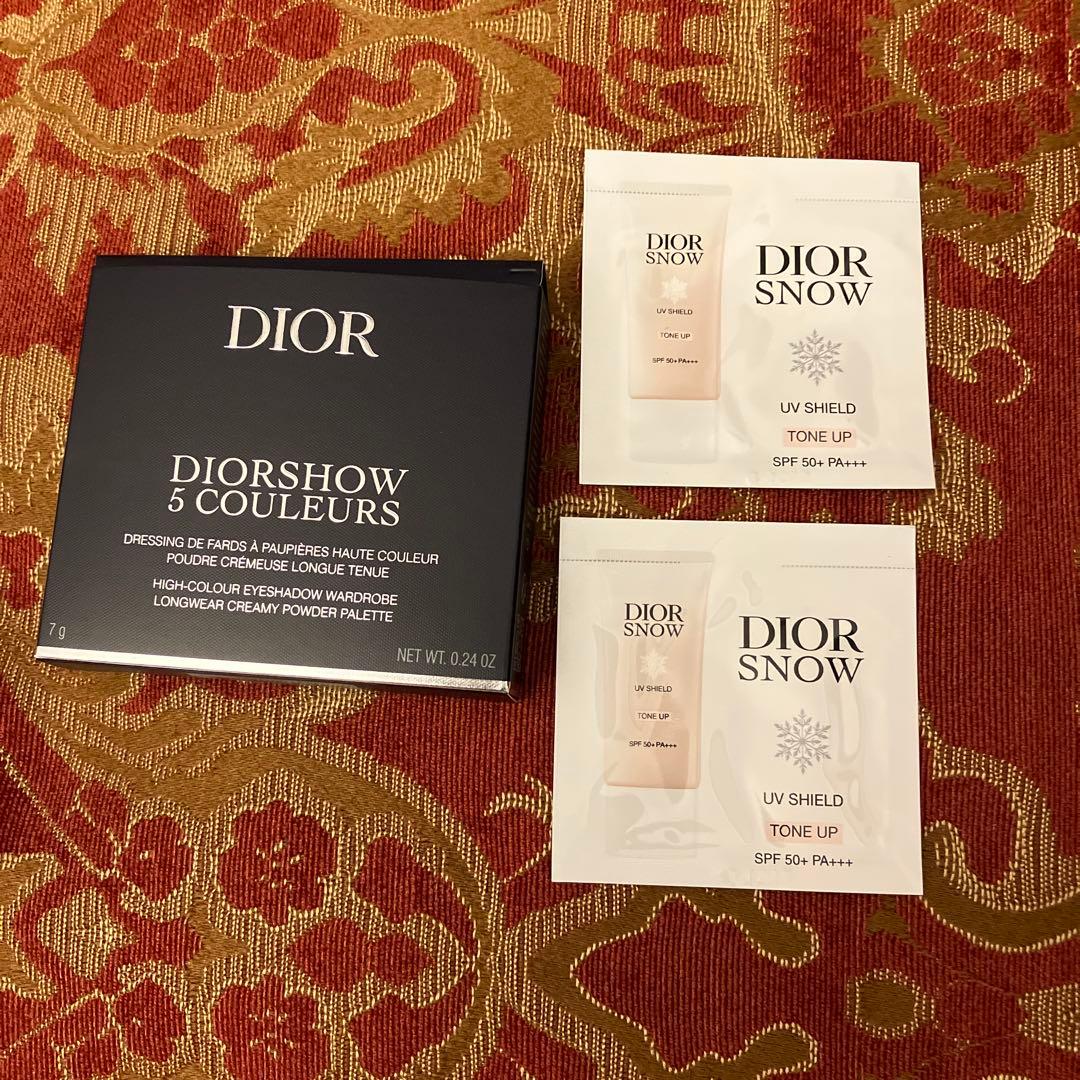 DIOR
DIORSHOW
5 COULEURS
DRESSING DE FARDS À PAUPIÈRES HAUTE COULEUR
POUDRE CRÉMEUSE LONGUE TENUE
HIGH-COLOUR EYESHADOW WARDROBE
LONGWEAR CREAMY POWDER PALETTE
7 g
NET WT. 0.24 OZ
DIOR
SNOW
UV SHIELD
TONE UP
SPF 50+ PA+++
DIOR
SNOW
UV SHIELD
TONE UP
SPF 50+ PA+++
DIOR
SNOW
UV SHIELD
TONE UP
SPF 50+ PA+++
DIOR
SNOW
UV SHIELD
TONE UP
SPF 50+ PA+++